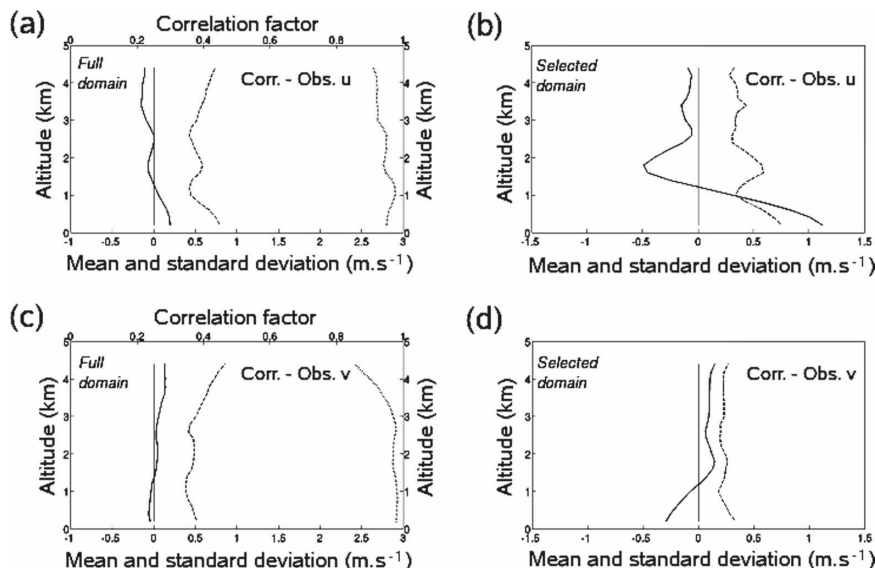 (a)
Correlation factor
0 0.2 0.4 0.6 0.8 1
Full
domain
Corr. - Obs. u
Altitude (km)
5
4
3
2
1
0
Altitude (km)
5
4
3
2
1
0
-1 -0.5 0 0.5 1 1.5 2 2.5 3
Mean and standard deviation (m.s⁻¹)
(b)
Selected
domain
Corr. - Obs. u
Altitude (km)
5
4
3
2
1
0
-1.5 -1 -0.5 0 0.5 1 1.5
Mean and standard deviation (m.s⁻¹)
(c)
Correlation factor
0 0.2 0.4 0.6 0.8 1
Full
domain
Corr. - Obs. v
Altitude (km)
5
4
3
2
1
0
Altitude (km)
5
4
3
2
1
0
-1 -0.5 0 0.5 1 1.5 2 2.5 3
Mean and standard deviation (m.s⁻¹)
(d)
Selected
domain
Corr. - Obs. v
Altitude (km)
5
4
3
2
1
0
-1.5 -1 -0.5 0 0.5 1 1.5
Mean and standard deviation (m.s⁻¹)